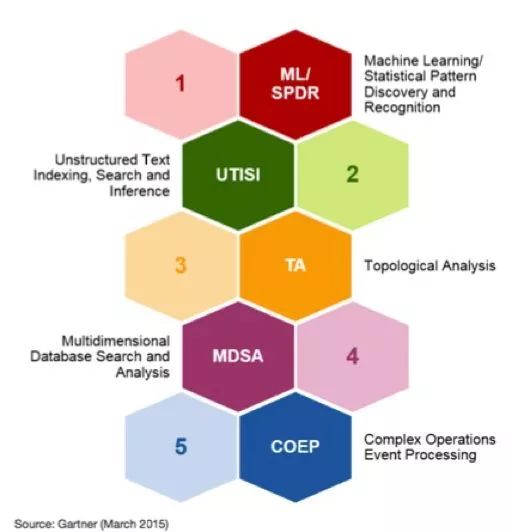 1
ML/
SPDR
Machine Learning/
Statistical Pattern
Discovery and
Recognition
Unstructured Text
Indexing, Search and
Inference
UTISI
2
3
TA
Topological Analysis
Multidimensional
Database Search and
Analysis
MDSA
4
5
COEP
Complex Operations
Event Processing
Source: Gartner (March 2015)